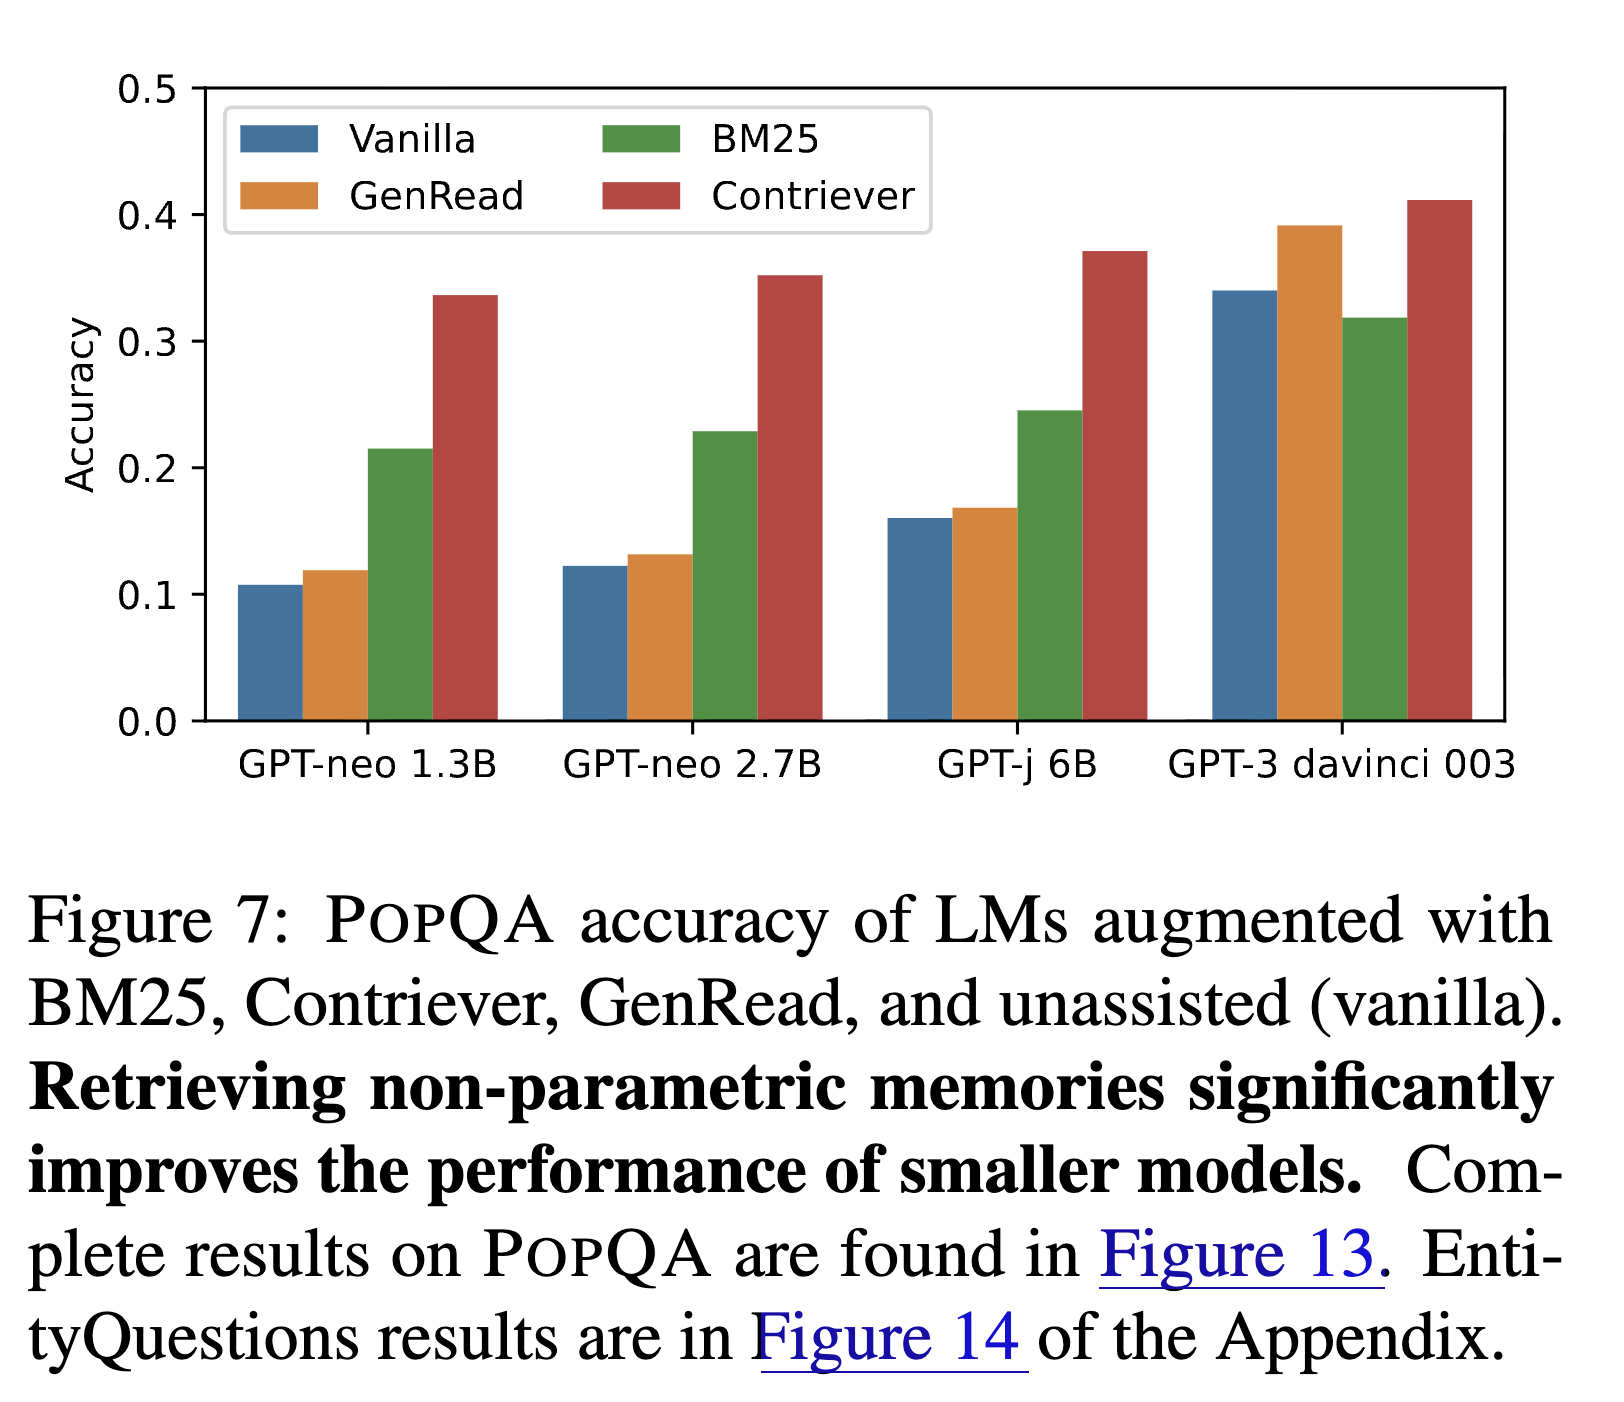 0.5
Vanilla BM25
GenRead Contriever
0.4
0.3
0.2
0.1
0.0
Accuracy
GPT-neo 1.3B GPT-neo 2.7B GPT-j 6B GPT-3 davinci 003
Figure 7: POPQA accuracy of LMs augmented with
BM25, Contriever, GenRead, and unassisted (vanilla).
Retrieving non-parametric memories significantly
improves the performance of smaller models. Com-
plete results on POPQA are found in Figure 13. Enti-
tyQuestions results are in Figure 14 of the Appendix.